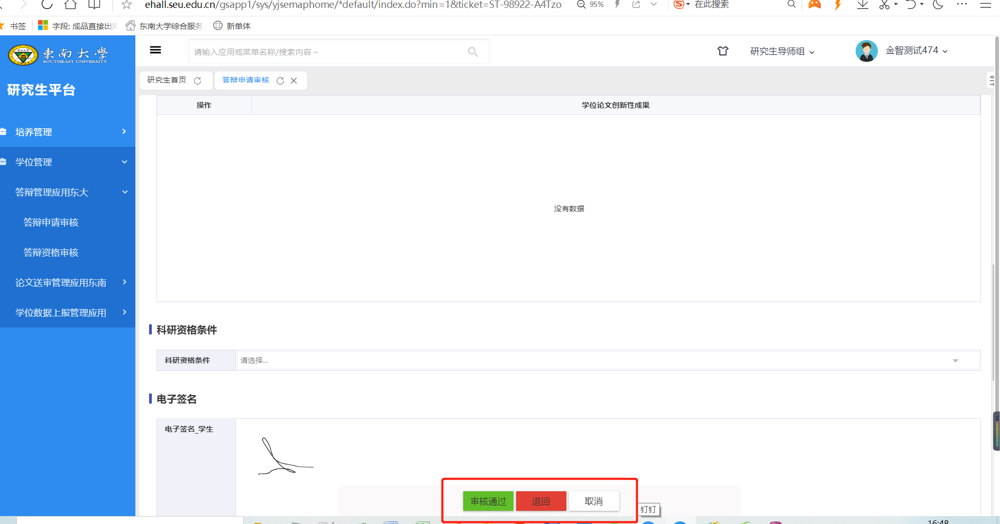 ehall.seu.edu.cn/gsapp1/sys/yjsemaphome/*default/index.do?min=1&ticket=ST-98922-A4Tzo
95%
在此搜索
书签
字段: 成品直接出库
东南大学综合服务
新单体
東南大學
SOUTHEAST UNIVERSITY
研究生平台
请输入应用或菜单名称/搜索内容 ~
研究生导师组
金智测试474
研究生首页
答辩申请审核
培养管理
学位管理
答辩管理应用东大
答辩申请审核
答辩资格审核
论文送审管理应用东南
学位数据上报管理应用
操作
学位论文创新性成果
没有数据
科研资格条件
科研资格条件
请选择...
电子签名
电子签名_学生
审核通过
退回
取消
钉钉
16:48